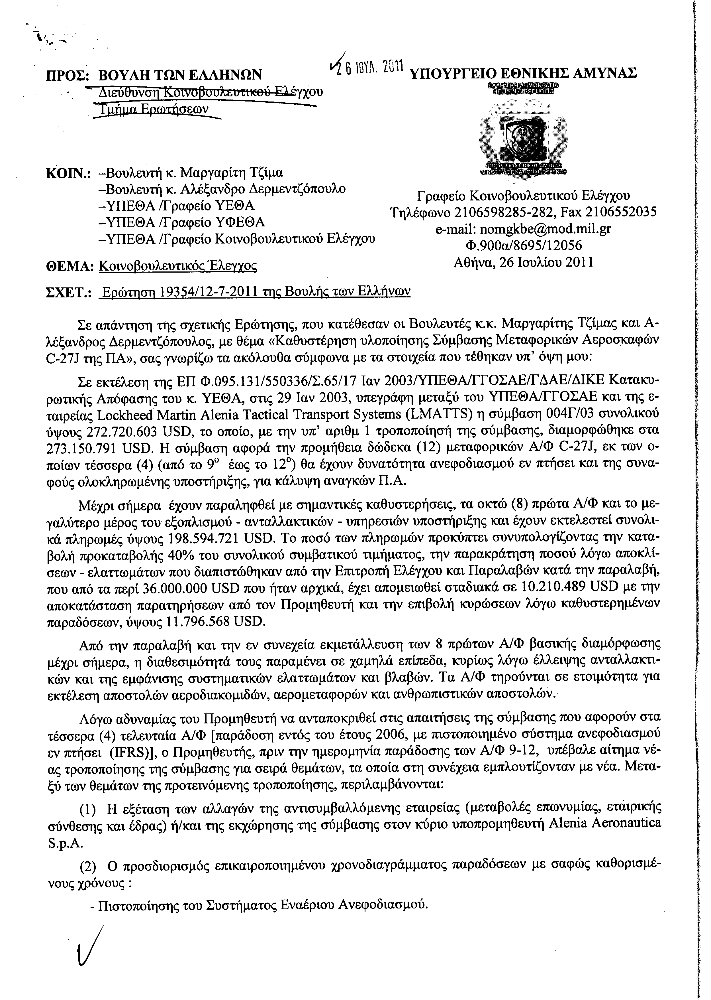 26 ΙΟΥΛ. 2011
ΠΡΟΣ: ΒΟΥΛΗ ΤΩΝ ΕΛΛΗΝΩΝ
Διεύθυνση Κοινοβουλευτικού Ελέγχου
Τμήμα Ερωτήσεων
ΥΠΟΥΡΓΕΙΟ ΕΘΝΙΚΗΣ ΑΜΥΝΑΣ
ΕΛΛΗΝΙΚΗ ΔΗΜΟΚΡΑΤΙΑ
HELLENIC REPUBLIC
ΥΠΟΥΡΓΕΙΟ ΕΘΝΙΚΗΣ ΑΜΥΝΑΣ
MINISTRY OF NATIONAL DEFENCE
ΚΟΙΝ.: –Βουλευτή κ. Μαργαρίτη Τζίμα
–Βουλευτή κ. Αλέξανδρο Δερμεντζόπουλο
–ΥΠΕΘΑ /Γραφείο ΥΕΘΑ
–ΥΠΕΘΑ /Γραφείο ΥΦΕΘΑ
–ΥΠΕΘΑ /Γραφείο Κοινοβουλευτικού Ελέγχου
Γραφείο Κοινοβουλευτικού Ελέγχου
Τηλέφωνο 2106598285-282, Fax 2106552035
e-mail: nomgkbe@mod.mil.gr
Φ.900α/8695/12056
Αθήνα, 26 Ιουλίου 2011
ΘΕΜΑ: Κοινοβουλευτικός Έλεγχος
ΣΧΕΤ.: Ερώτηση 19354/12-7-2011 της Βουλής των Ελλήνων
Σε απάντηση της σχετικής Ερώτησης, που κατέθεσαν οι Βουλευτές κ.κ. Μαργαρίτης Τζίμας και Α-
λέξανδρος Δερμεντζόπουλος, με θέμα «Καθυστέρηση υλοποίησης Σύμβασης Μεταφορικών Αεροσκαφών
C-27J της ΠΑ», σας γνωρίζω τα ακόλουθα σύμφωνα με τα στοιχεία που τέθηκαν υπ’ όψη μου:
Σε εκτέλεση της ΕΠ Φ.095.131/550336/Σ.65/17 Ιαν 2003/ΥΠΕΘΑ/ΓΓΟΣΑΕ/ΓΔΑΕ/ΔΙΚΕ Κατακυ-
ρωτικής Απόφασης του κ. ΥΕΘΑ, στις 29 Ιαν 2003, υπεγράφη μεταξύ του ΥΠΕΘΑ/ΓΓΟΣΑΕ και της ε-
ταιρείας Lockheed Martin Alenia Tactical Transport Systems (LMATTS) η σύμβαση 004Γ/03 συνολικού
ύψους 272.720.603 USD, το οποίο, με την υπ’ αριθμ 1 τροποποίησή της σύμβασης, διαμορφώθηκε στα
273.150.791 USD. Η σύμβαση αφορά την προμήθεια δώδεκα (12) μεταφορικών Α/Φ C-27J, εκ των ο-
ποίων τέσσερα (4) (από το 9º έως το 12º) θα έχουν δυνατότητα ανεφοδιασμού εν πτήσει και της συνα-
φούς ολοκληρωμένης υποστήριξης, για κάλυψη αναγκών Π.Α.
Μέχρι σήμερα έχουν παραληφθεί με σημαντικές καθυστερήσεις, τα οκτώ (8) πρώτα Α/Φ και το με-
γαλύτερο μέρος του εξοπλισμού - ανταλλακτικών - υπηρεσιών υποστήριξης και έχουν εκτελεστεί συνολι-
κά πληρωμές ύψους 198.594.721 USD. Το ποσό των πληρωμών προκύπτει συνυπολογίζοντας την κατα-
βολή προκαταβολής 40% του συνολικού συμβατικού τιμήματος, την παρακράτηση ποσού λόγω αποκλί-
σεων - ελαττωμάτων που διαπιστώθηκαν από την Επιτροπή Ελέγχου και Παραλαβών κατά την παραλαβή,
που από τα περί 36.000.000 USD που ήταν αρχικά, έχει απομειωθεί σταδιακά σε 10.210.489 USD με την
αποκατάσταση παρατηρήσεων από τον Προμηθευτή και την επιβολή κυρώσεων λόγω καθυστερημένων
παραδόσεων, ύψους 11.796.568 USD.
Από την παραλαβή και την εν συνεχεία εκμετάλλευση των 8 πρώτων Α/Φ βασικής διαμόρφωσης
μέχρι σήμερα, η διαθεσιμότητά τους παραμένει σε χαμηλά επίπεδα, κυρίως λόγω έλλειψης ανταλλακτι-
κών και της εμφάνισης συστηματικών ελαττωμάτων και βλαβών. Τα Α/Φ τηρούνται σε ετοιμότητα για
εκτέλεση αποστολών αεροδιακομιδών, αερομεταφορών και ανθρωπιστικών αποστολών.
Λόγω αδυναμίας του Προμηθευτή να ανταποκριθεί στις απαιτήσεις της σύμβασης που αφορούν στα
τέσσερα (4) τελευταία Α/Φ [παράδοση εντός του έτους 2006, με πιστοποιημένο σύστημα ανεφοδιασμού
εν πτήσει (IFRS)], ο Προμηθευτής, πριν την ημερομηνία παράδοσης των Α/Φ 9-12, υπέβαλε αίτημα νέ-
ας τροποποίησης της σύμβασης για σειρά θεμάτων, τα οποία στη συνέχεια εμπλουτίζονταν με νέα. Μετα-
ξύ των θεμάτων της προτεινόμενης τροποποίησης, περιλαμβάνονται:
(1) Η εξέταση των αλλαγών της αντισυμβαλλόμενης εταιρείας (μεταβολές επωνυμίας, εταιρικής
σύνθεσης και έδρας) ή/και της εκχώρησης της σύμβασης στον κύριο υποπρομηθευτή Alenia Aeronautica
S.p.A.
(2) Ο προσδιορισμός επικαιροποιημένου χρονοδιαγράμματος παραδόσεων με σαφώς καθορισμέ-
νους χρόνους :
- Πιστοποίησης του Συστήματος Εναέριου Ανεφοδιασμού.